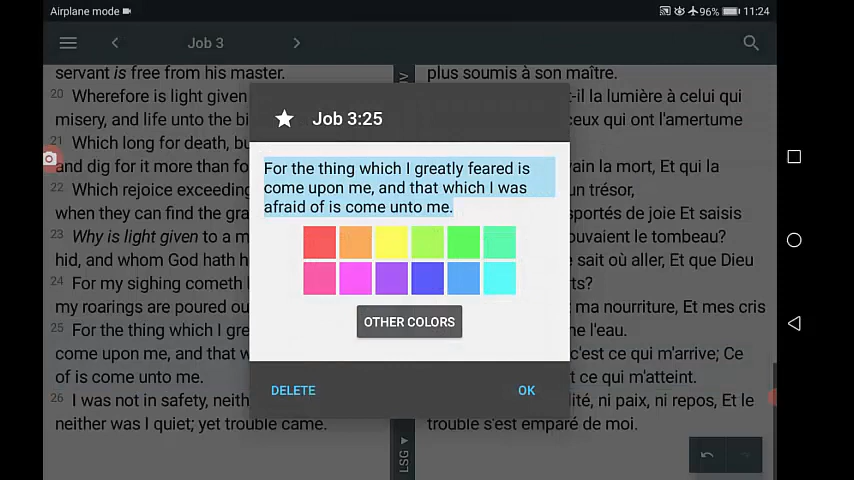 Airplane mode
96%
11:24
Job 3
servant is free from his master.
20 Wherefore is light given
misery, and life unto the bi
21 Which long for death, bu
and dig for it more than fo
22 Which rejoice exceeding
when they can find the gra
23 Why is light given to a m
hid, and whom God hath h
24 For my sighing cometh
my roarings are poured ou
25 For the thing which I gre
come upon me, and that w
of is come unto me.
26 I was not in safety, neith
neither was I quiet; yet trouble came.
Job 3:25
For the thing which I greatly feared is
come upon me, and that which I was
afraid of is come unto me.
OTHER COLORS
DELETE
OK
plus soumis à son maître.
t-il la lumière à celui qui
ceux qui ont l'amertume
vain la mort, Et qui la
un trésor,
sportés de joie Et saisis
ouvaient le tombeau?
sait où aller, Et que Dieu
ts?
ma nourriture, Et mes cris
ne l'eau.
c'est ce qui m'arrive; Ce
t ce qui m'atteint.
lité, ni paix, ni repos, Et le
trouble s'est emparé de moi.
LSG